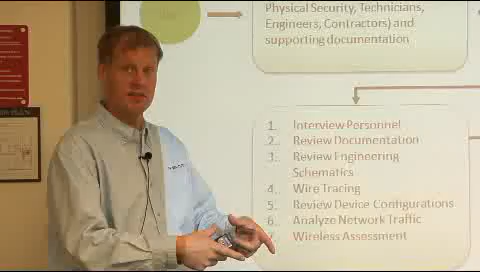 Physical Security, Technicians,
Engineers, Contractors) and
supporting documentation
1. Interview Personnel
2. Review Documentation
3. Review Engineering
Schematics
4. Wire Tracing
5. Review Device Configurations
6. Analyze Network Traffic
Wireless Assessment